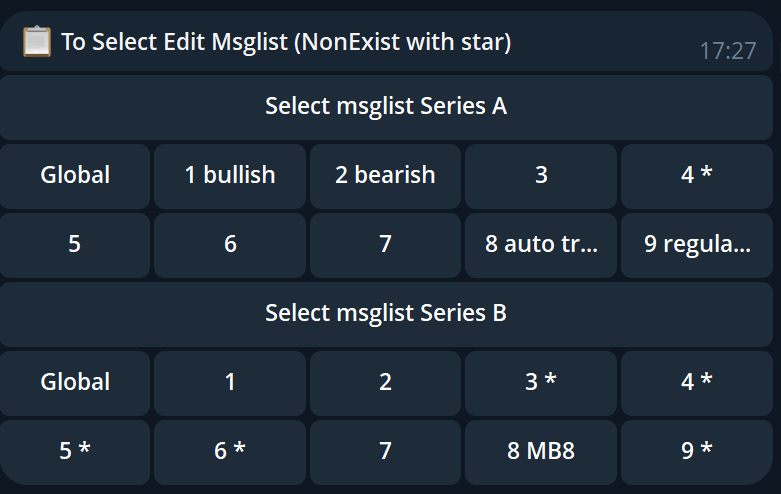 To Select Edit Msglist (NonExist with star)
17:27
Select msglist Series A
Global 1 bullish 2 bearish 3 4 *
5 6 7 8 auto tr... 9 regula...
Select msglist Series B
Global 1 2 3 * 4 *
5 * 6 * 7 8 MB8 9 *